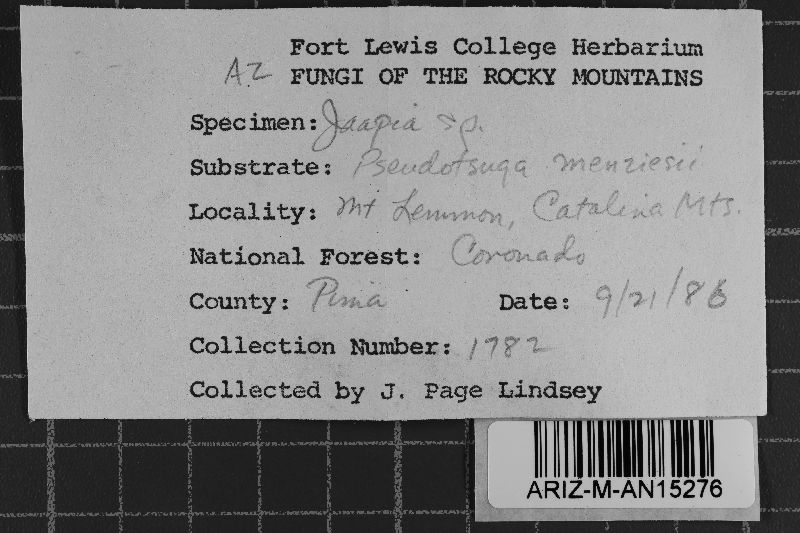 Fort Lewis College Herbarium
AZ FUNGI OF THE ROCKY MOUNTAINS
Specimen: Jaapia sp.
Substrate: Pseudotsuga menziesii
Locality: Mt Lemmon, Catalina Mts.
National Forest: Coronado
County: Pima Date: 9/21/86
Collection Number: 1782
Collected by J. Page Lindsey
ARIZ-M-AN15276